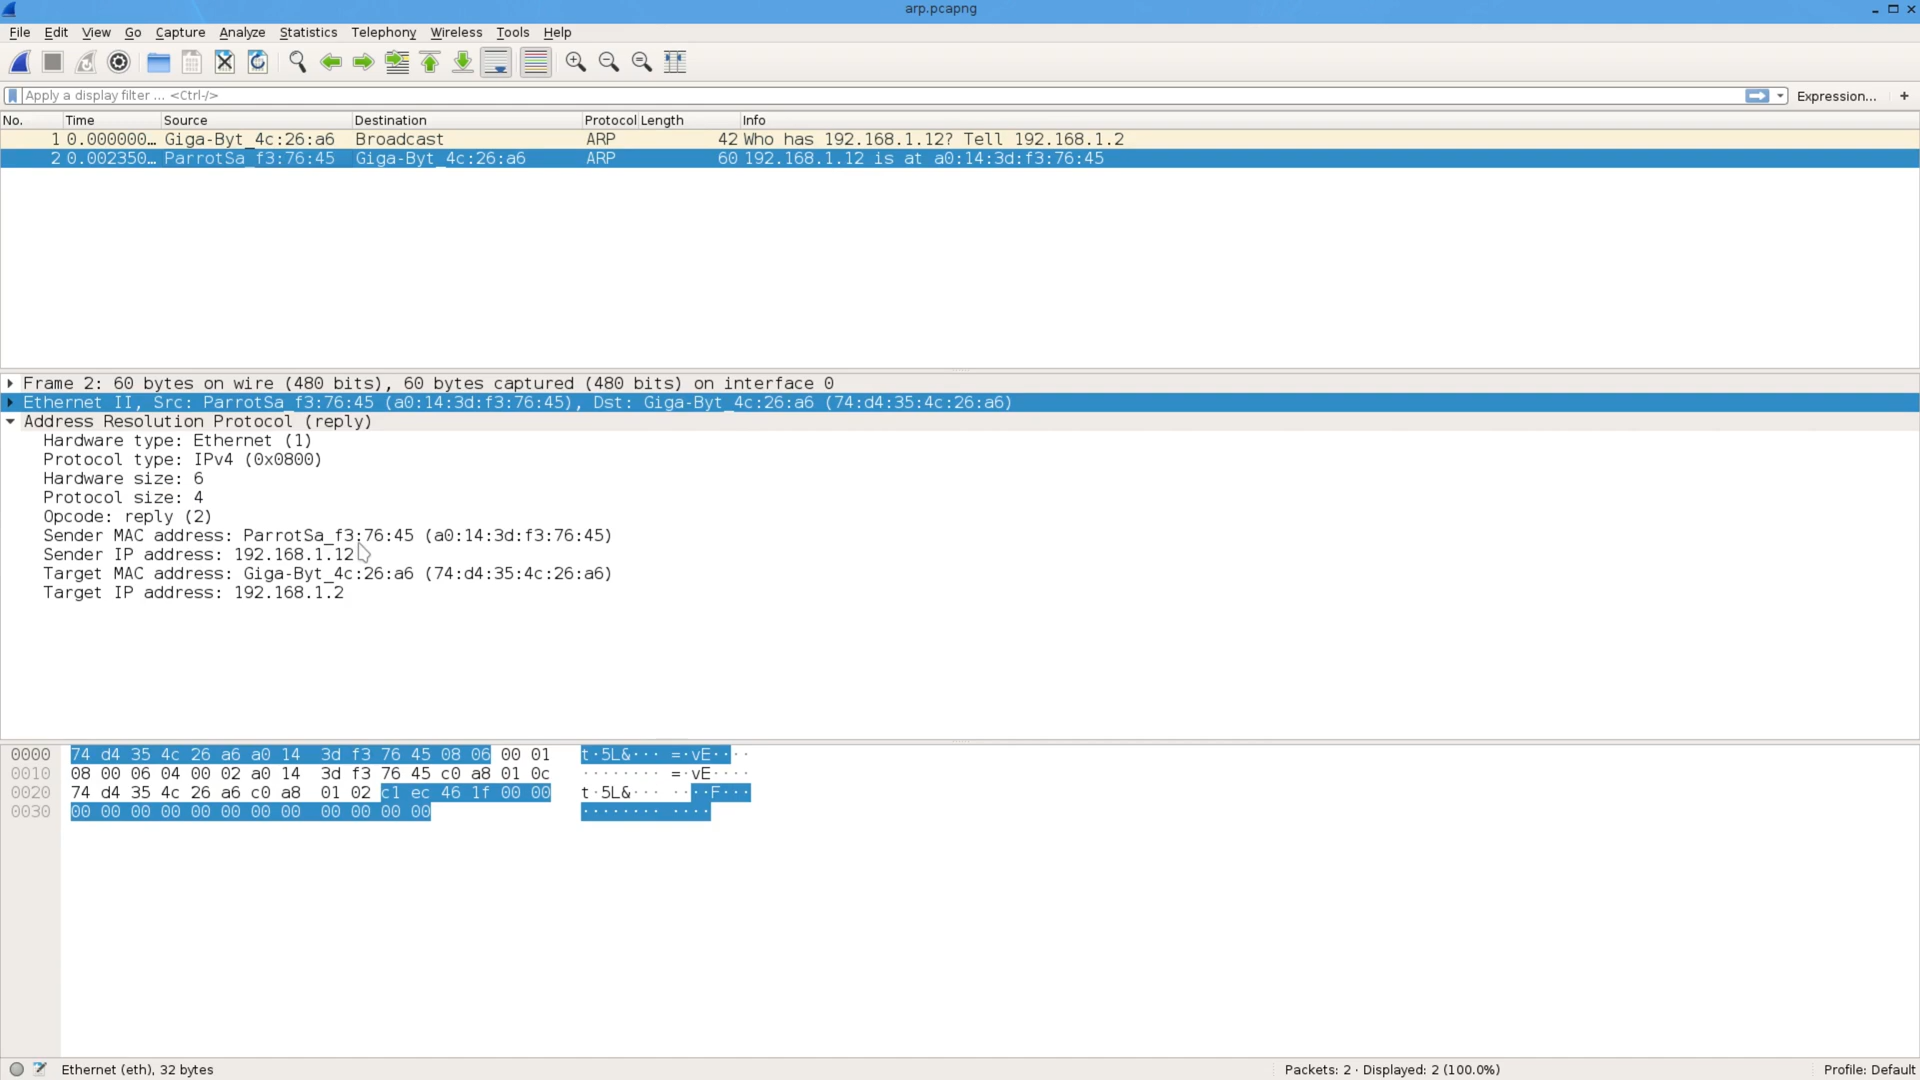 arp.pcapng
File Edit View Go Capture Analyze Statistics Telephony Wireless Tools Help
Apply a display filter ... <Ctrl-/> Expression... +
No. Time Source Destination Protocol Length Info
1 0.000000… Giga-Byt_4c:26:a6 Broadcast ARP 42 Who has 192.168.1.12? Tell 192.168.1.2
2 0.002350… ParrotSa_f3:76:45 Giga-Byt_4c:26:a6 ARP 60 192.168.1.12 is at a0:14:3d:f3:76:45
Frame 2: 60 bytes on wire (480 bits), 60 bytes captured (480 bits) on interface 0
Ethernet II, Src: ParrotSa_f3:76:45 (a0:14:3d:f3:76:45), Dst: Giga-Byt_4c:26:a6 (74:d4:35:4c:26:a6)
Address Resolution Protocol (reply)
Hardware type: Ethernet (1)
Protocol type: IPv4 (0x0800)
Hardware size: 6
Protocol size: 4
Opcode: reply (2)
Sender MAC address: ParrotSa_f3:76:45 (a0:14:3d:f3:76:45)
Sender IP address: 192.168.1.12
Target MAC address: Giga-Byt_4c:26:a6 (74:d4:35:4c:26:a6)
Target IP address: 192.168.1.2
0000 74 d4 35 4c 26 a6 a0 14 3d f3 76 45 08 06 00 01 t·5L&··· =·vE····
0010 08 00 06 04 00 02 a0 14 3d f3 76 45 c0 a8 01 0c ········ =·vE····
0020 74 d4 35 4c 26 a6 c0 a8 01 02 c1 ec 46 1f 00 00 t·5L&··· ····F···
0030 00 00 00 00 00 00 00 00 00 00 00 00 ········ ····
Ethernet (eth), 32 bytes Packets: 2 · Displayed: 2 (100.0%) Profile: Default